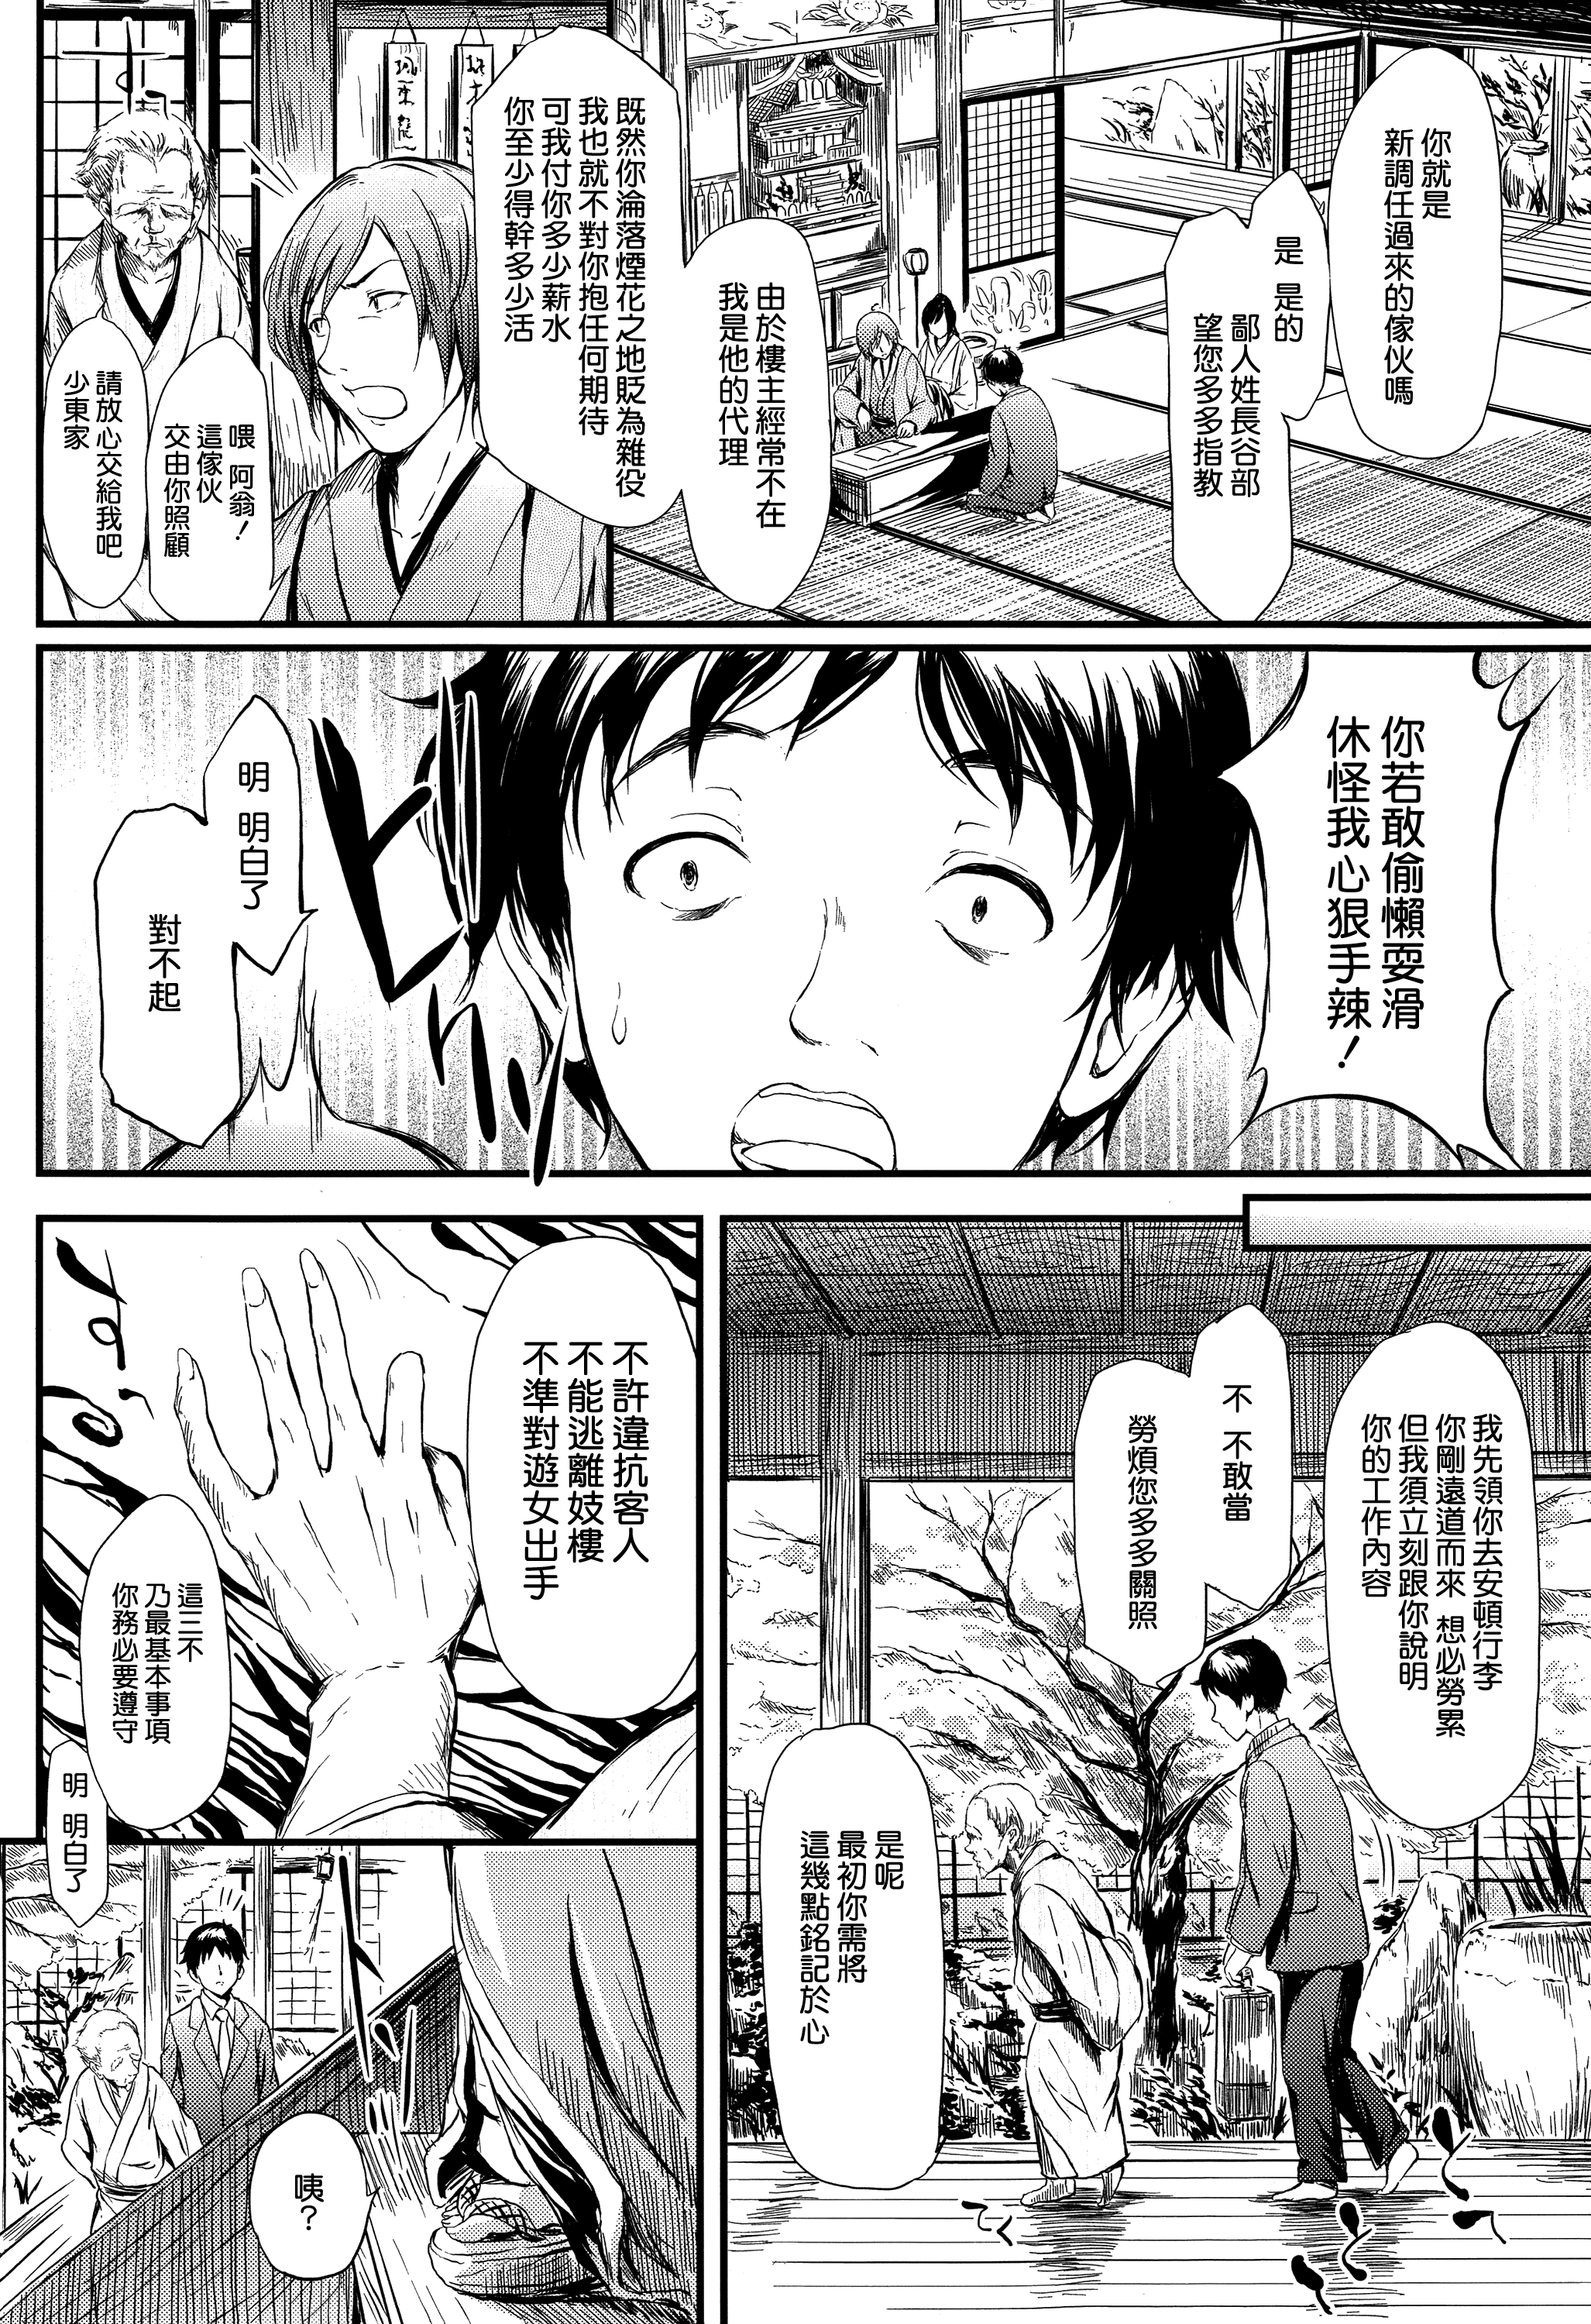 你就是
新調任過來的傢伙嗎
是 是的
鄙人姓長谷部
望您多多指教
由於樓主經常不在
我是他的代理
既然你淪落煙花之地貶為雜役
我也就不對你抱任何期待
可我付你多少薪水
你至少得幹多少活
喂 阿翁！
這傢伙
交由你照顧
請放心交給我吧
少東家
你若敢偷懶耍滑
休怪我心狠手辣！
明 明白了
對不起
我先領你去安頓行李
你剛遠道而來 想必勞累
但我須立刻跟你說明
你的工作內容
不 不敢當
勞煩您多多關照
是呢
最初你需將
這幾點銘記於心
てく
不許違抗客人
不能逃離妓樓
不準對遊女出手
這三不
乃最基本事項
你務必要遵守
明 明白了
咦？